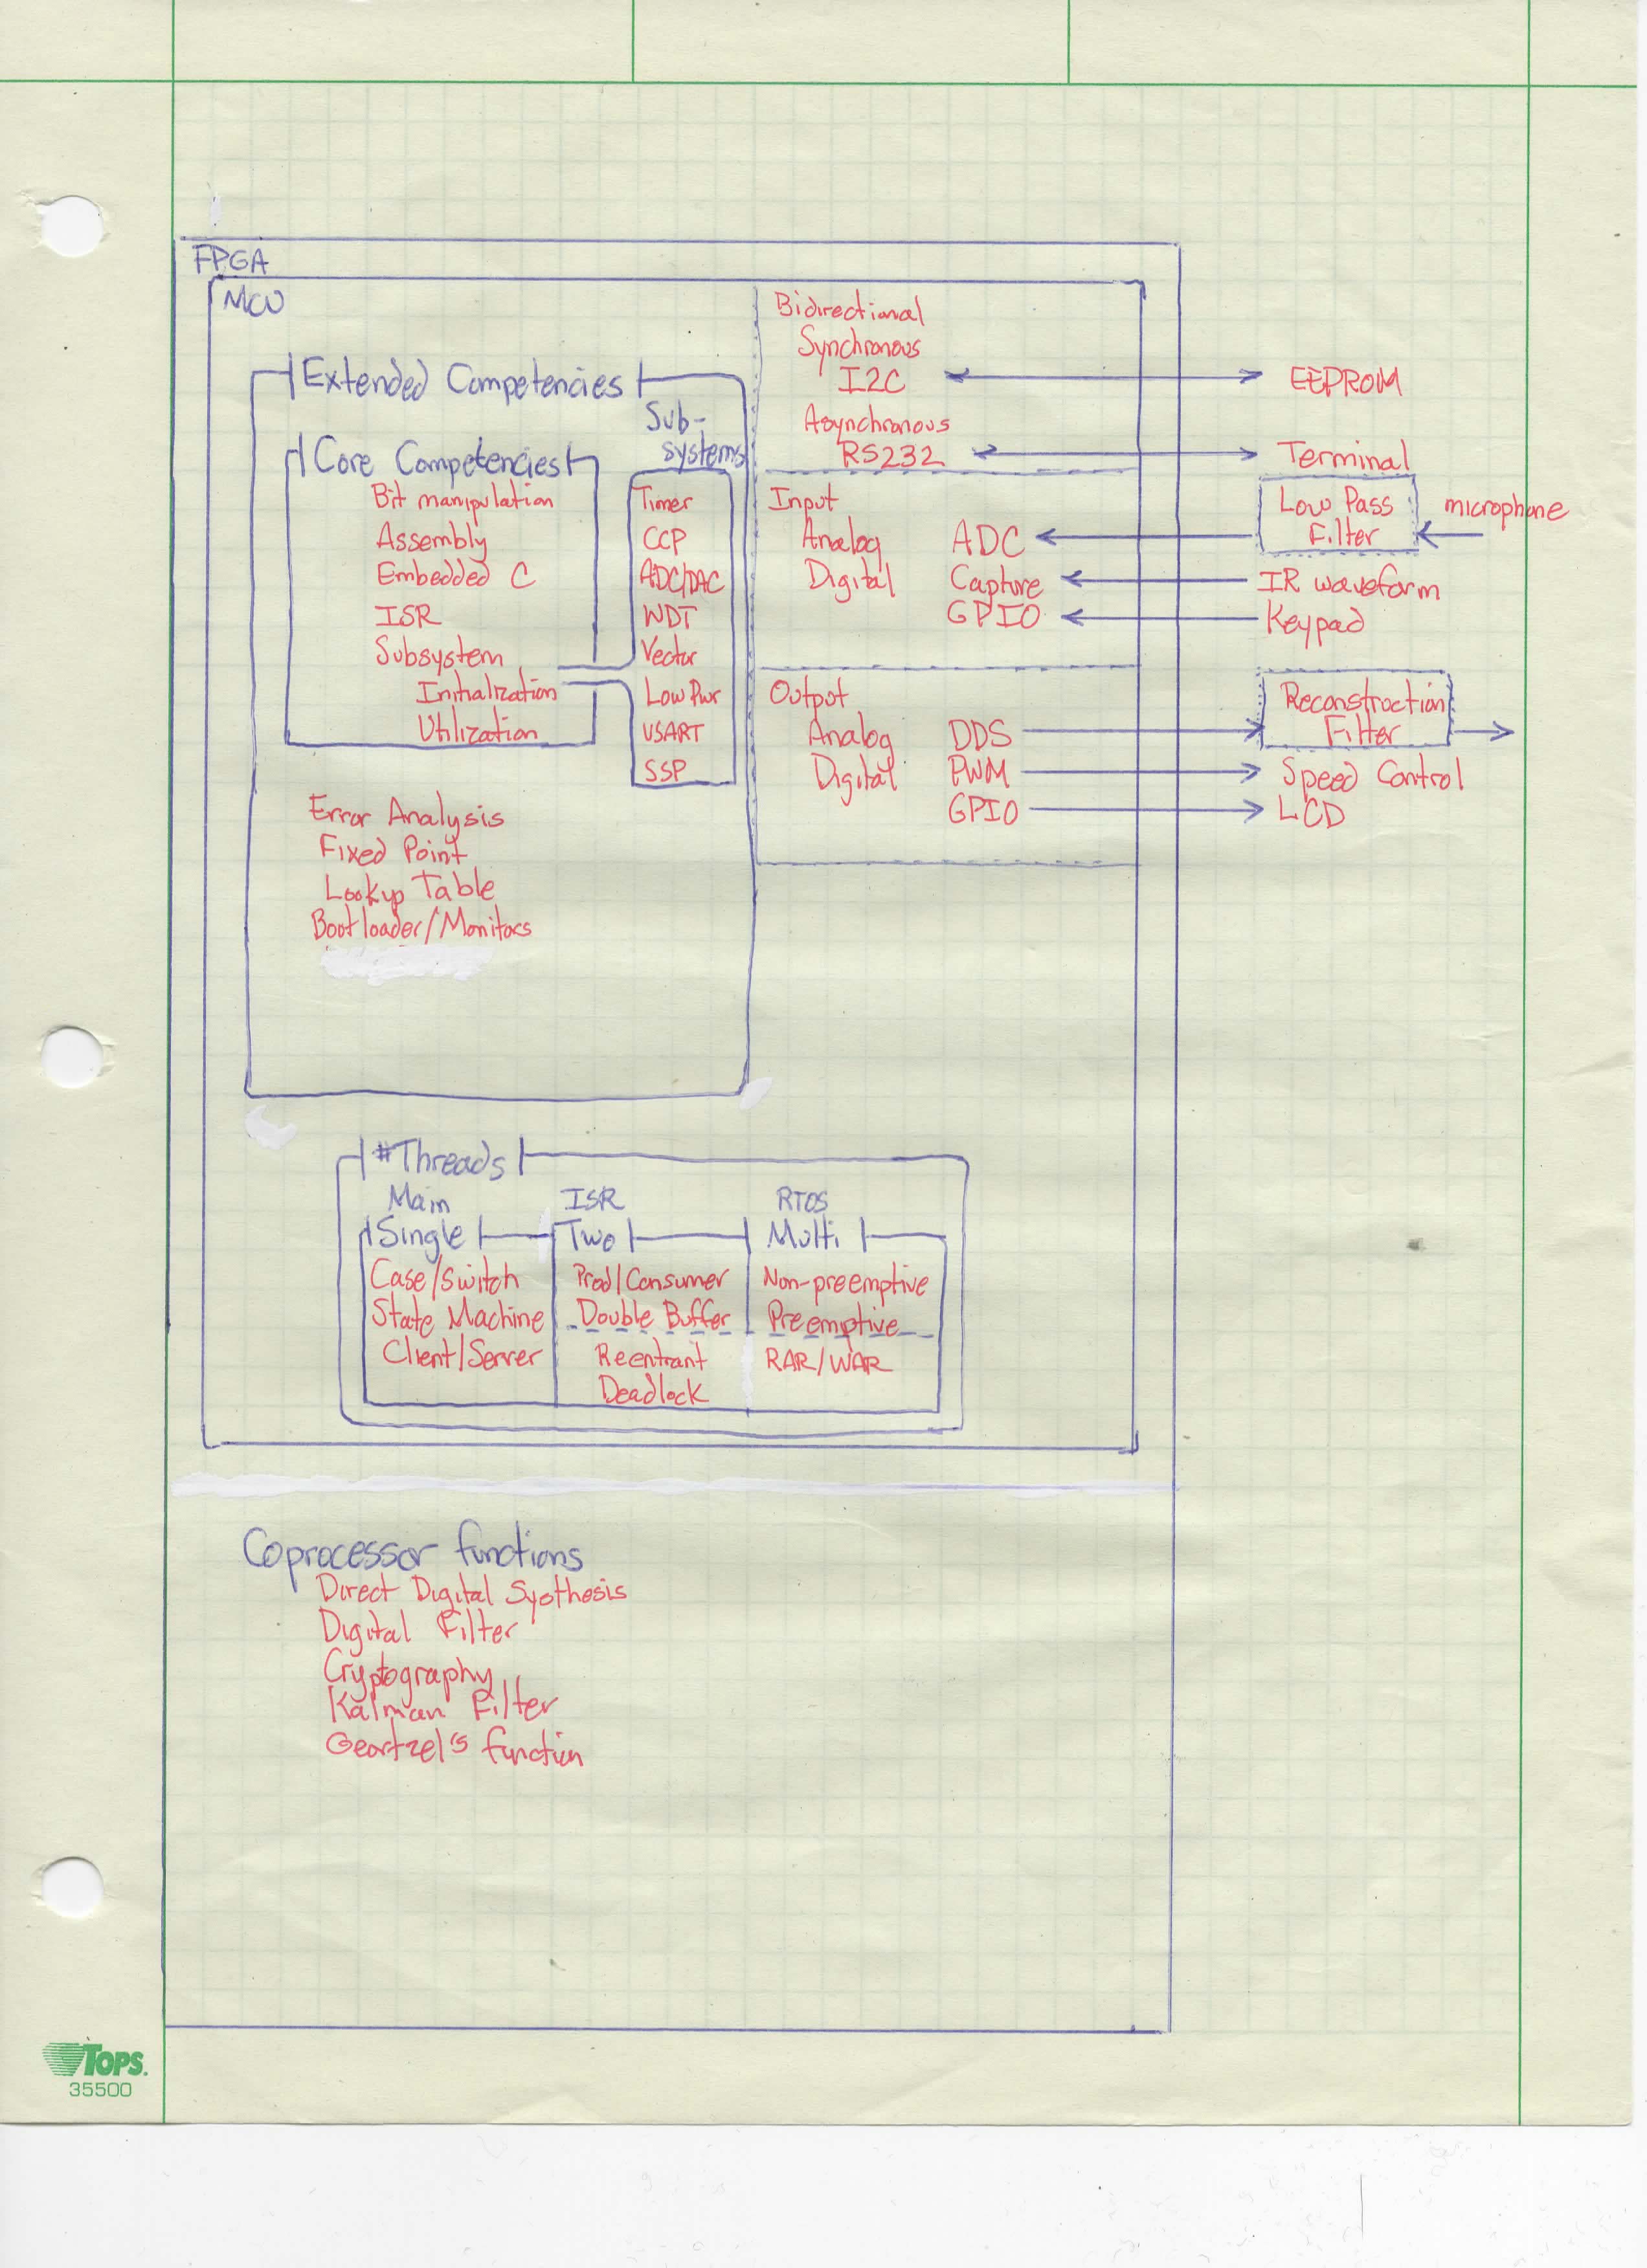 FPGA
MCU
Extended Competencies
Sub-
systems
Core Competencies
Bit manipulation
Assembly
Embedded C
ISR
Subsystem
Initialization
Utilization
Timer
CCP
ADC/DAC
WDT
Vector
Low Pwr
USART
SSP
Error Analysis
Fixed Point
Lookup Table
Bootloader/Monitors
Bidirectional
Synchronous
I2C
EEPROM
Asynchronous
RS232
Terminal
Input
Analog ADC
Digital Capture
GPIO
Low Pass
Filter
microphone
IR waveform
Keypad
Output
Analog DDS
Digital PWM
GPIO
Reconstruction
Filter
Speed Control
LCD
#Threads
Main ISR RTOS
Single Two Multi
Case/Switch Prod/Consumer Non-preemptive
State Machine Double Buffer Preemptive
Client/Server Reentrant RAR/WAR
Deadlock
Coprocessor functions
Direct Digital Systhesis
Digital Filter
Cryptography
Kalman Filter
Geortzel's function
TOPS.
35500